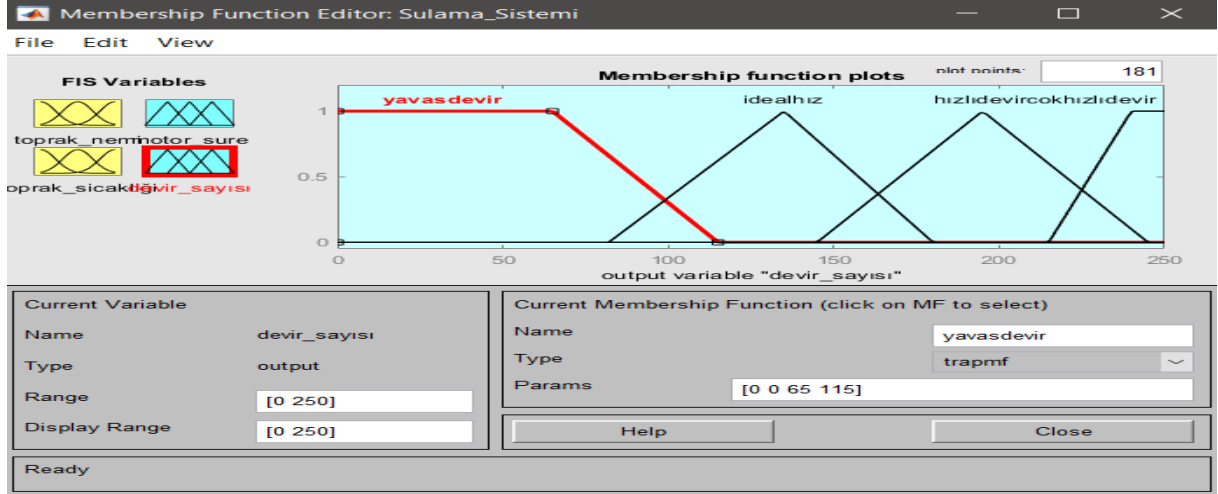 Membership Function Editor: Sulama_Sistemi
File Edit View
FIS Variables
Membership function plots
plot points:
181
toprak_nem motor_sure
oprak_sicaklığı devir_sayısı
yavasdevir idealhız hızlıdevir cokhızlıdevir
1
0.5
0
0 50 100 150 200 250
output variable "devir_sayısı"
Current Variable
Name devir_sayısı
Type output
Range [0 250]
Display Range [0 250]
Current Membership Function (click on MF to select)
Name yavasdevir
Type trapmf
Params [0 0 65 115]
Help Close
Ready